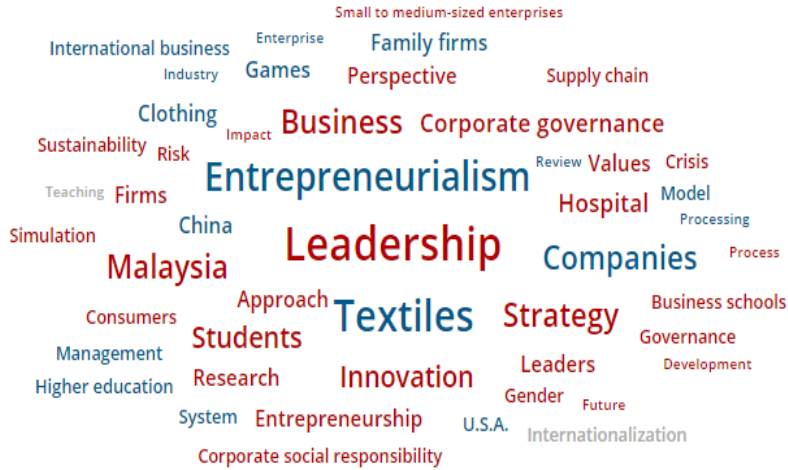 Small to medium-sized enterprises
International business
Enterprise
Family firms
Industry
Games
Perspective
Supply chain
Clothing
Business
Corporate governance
Sustainability
Risk
Impact
Entrepreneurialism
Review
Values
Crisis
Teaching
Firms
Hospital
Model
Simulation
China
Processing
Leadership
Malaysia
Companies
Process
Approach
Textiles
Strategy
Business schools
Consumers
Students
Governance
Management
Leaders
Development
Higher education
Research
Innovation
Gender
Future
System
Entrepreneurship
U.S.A.
Internationalization
Corporate social responsibility